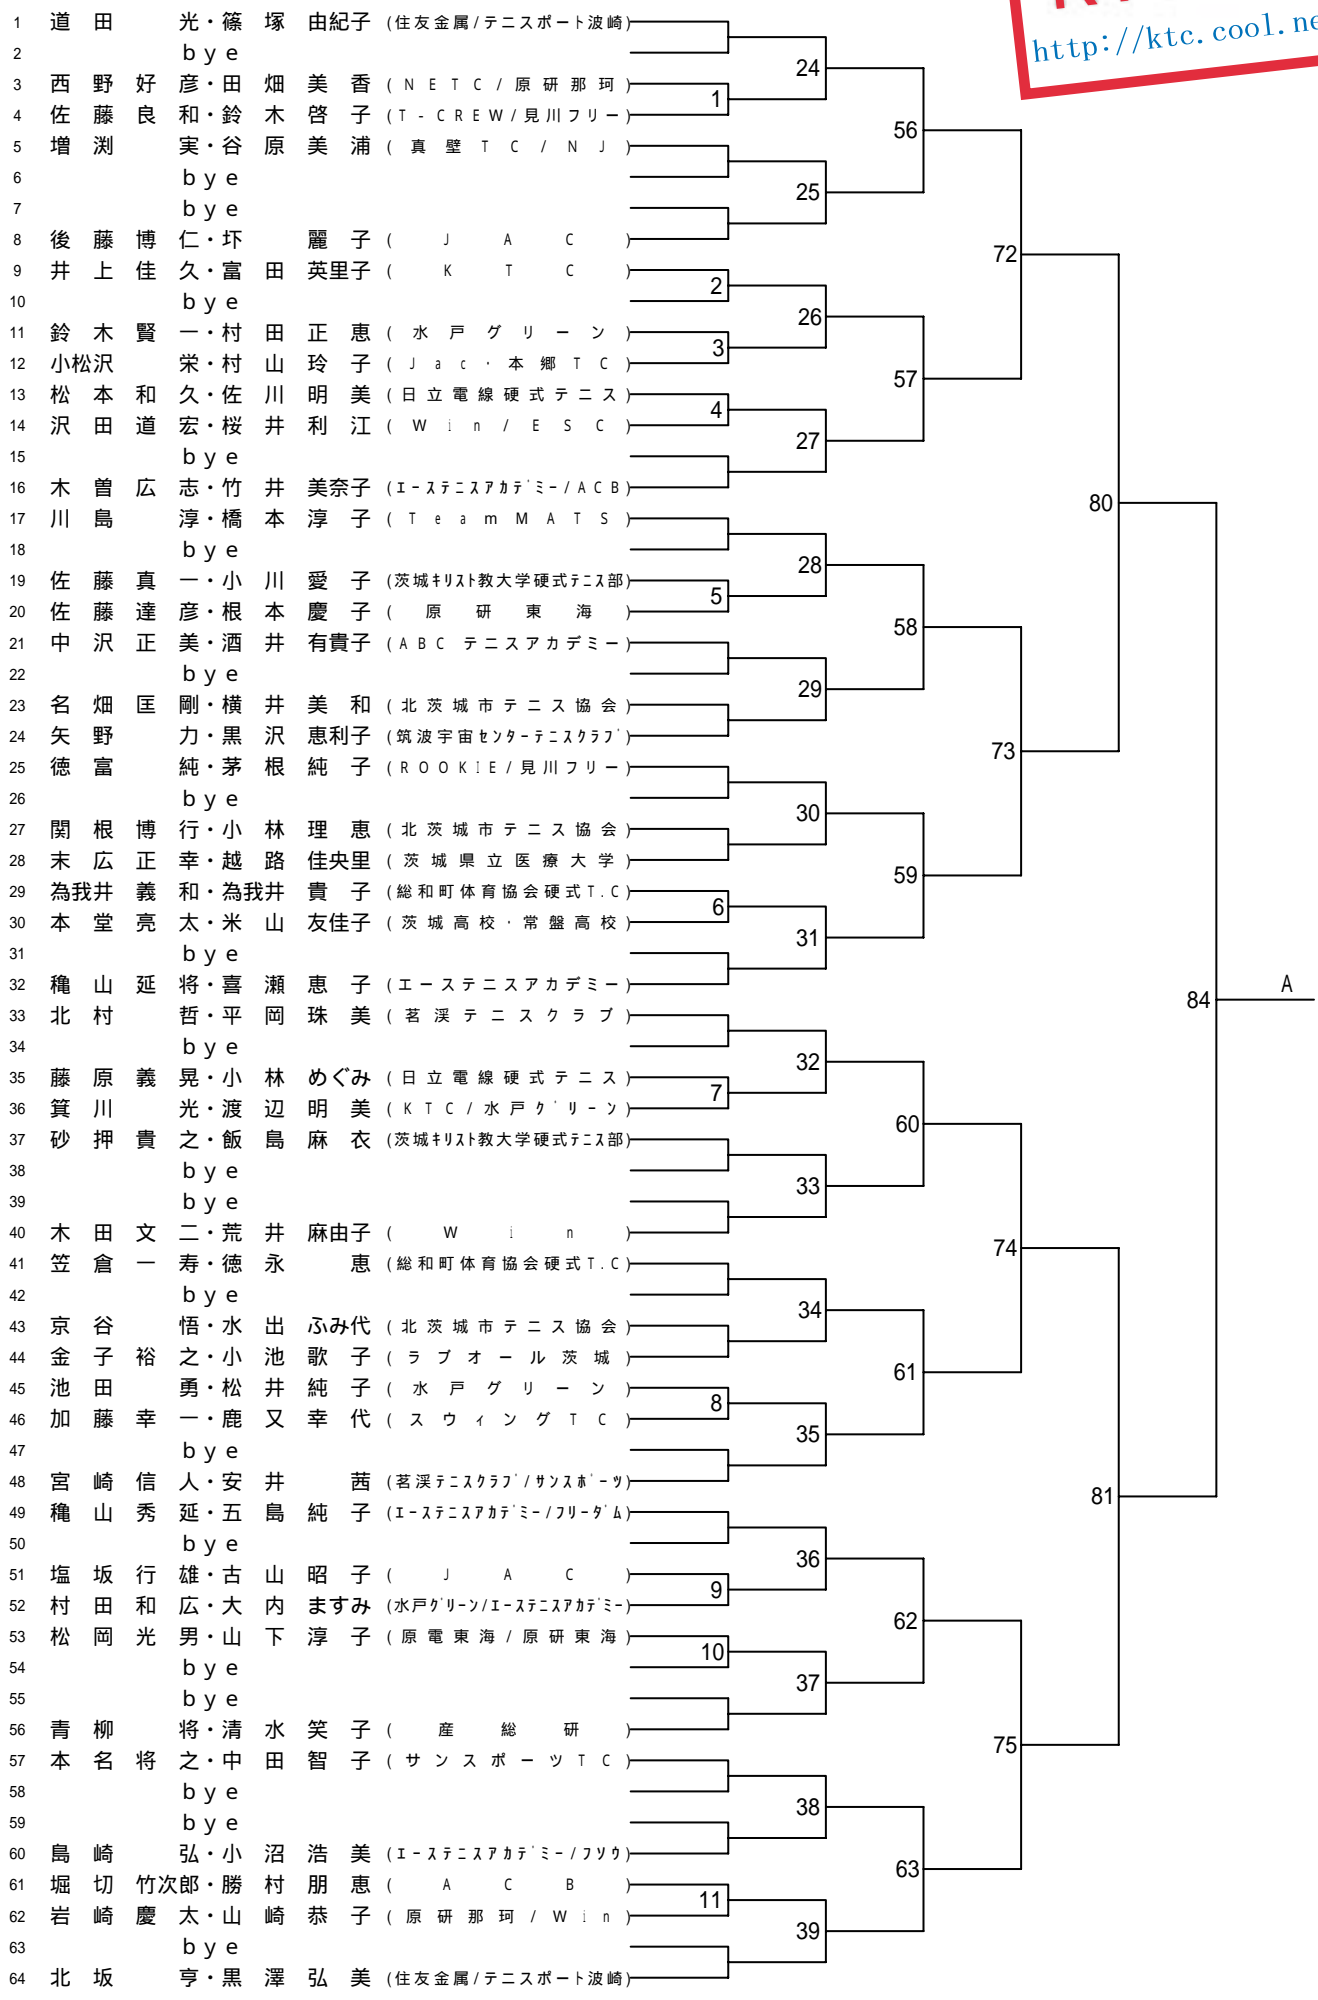 http://ktc.cool.ne
1 道田 光・篠塚 由紀子 (住友金属/テニスポート波崎)
2 bye
24
3 西野好彦・田畑美香 (NETC/原研那珂)
1
4 佐藤良和・鈴木啓子 (T-CREW/見川フリー)
56
5 増渕 実・谷原美浦 (真壁TC/NJ)
6 bye
25
7 bye
8 後藤博仁・圷 麗子 (JAC)
72
9 井上佳久・富田英里子 (KTC)
2
10 bye
26
11 鈴木賢一・村田正恵 (水戸グリーン)
3
12 小松沢 栄・村山玲子 (Jac・本郷TC)
57
13 松本和久・佐川明美 (日立電線硬式テニス)
4
14 沢田道宏・桜井利江 (Win/ESC)
27
15 bye
16 木曽広志・竹井美奈子 (エーステニスアカデミー/ACB)
80
17 川島 淳・橋本淳子 (TeamMATS)
18 bye
28
19 佐藤真一・小川愛子 (茨城キリスト教大学硬式テニス部)
5
20 佐藤達彦・根本慶子 (原研東海)
58
21 中沢正美・酒井有貴子 (ABC テニスアカデミー)
22 bye
29
23 名畑匡剛・横井美和 (北茨城市テニス協会)
24 矢野 力・黒沢恵利子 (筑波宇宙センターテニスクラブ)
73
25 徳富 純・茅根純子 (ROOKIE/見川フリー)
26 bye
30
27 関根博行・小林理恵 (北茨城市テニス協会)
28 末広正幸・越路佳央里 (茨城県立医療大学)
59
29 為我井義和・為我井貴子 (総和町体育協会硬式T.C)
6
30 本堂亮太・米山友佳子 (茨城高校・常盤高校)
31
31 bye
32 穐山延将・喜瀬恵子 (エーステニスアカデミー)
84 A
33 北村 哲・平岡珠美 (茗渓テニスクラブ)
34 bye
32
35 藤原義晃・小林めぐみ (日立電線硬式テニス)
7
36 箕川 光・渡辺明美 (KTC/水戸グリーン)
60
37 砂押貴之・飯島麻衣 (茨城キリスト教大学硬式テニス部)
38 bye
33
39 bye
40 木田文二・荒井麻由子 (Win)
74
41 笠倉一寿・徳永 恵 (総和町体育協会硬式T.C)
42 bye
34
43 京谷 悟・水出ふみ代 (北茨城市テニス協会)
44 金子裕之・小池歌子 (ラブオール茨城)
61
45 池田 勇・松井純子 (水戸グリーン)
8
46 加藤幸一・鹿又幸代 (スウィングTC)
35
47 bye
48 宮崎信人・安井 茜 (茗渓テニスクラブ/サンスポーツ)
81
49 穐山秀延・五島純子 (エーステニスアカデミー/フリーダム)
50 bye
36
51 塩坂行雄・古山昭子 (JAC)
9
52 村田和広・大内ますみ (水戸グリーン/エーステニスアカデミー)
62
53 松岡光男・山下淳子 (原電東海/原研東海)
10
54 bye
37
55 bye
56 青柳 将・清水笑子 (産総研)
75
57 本名将之・中田智子 (サンスポーツTC)
58 bye
38
59 bye
60 島崎 弘・小沼浩美 (エーステニスアカデミー/フソウ)
63
61 堀切竹次郎・勝村朋恵 (ACB)
11
62 岩崎慶太・山崎恭子 (原研那珂/Win)
39
63 bye
64 北坂 亨・黒澤弘美 (住友金属/テニスポート波崎)